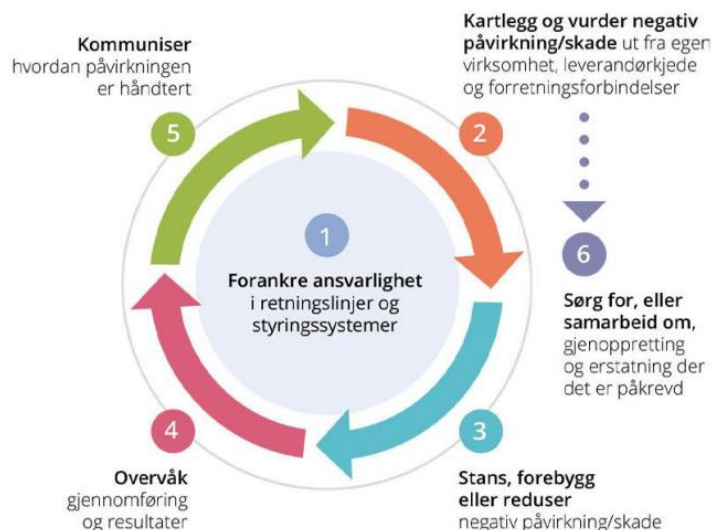 1
Forankre ansvarlighet
i retningslinjer og
styringssystemer
2
Kartlegg og vurder negativ
påvirkning/skade ut fra egen
virksomhet, leverandørkjede
og forretningsforbindelser
3
Stans, forebygg
eller reduser
negativ påvirkning/skade
4
Overvåk
gjennomføring
og resultater
5
Kommuniser
hvordan påvirkningen
er håndtert
6
Sørg for, eller
samarbeid om,
gjenoppretting
og erstatning der
det er påkrevd